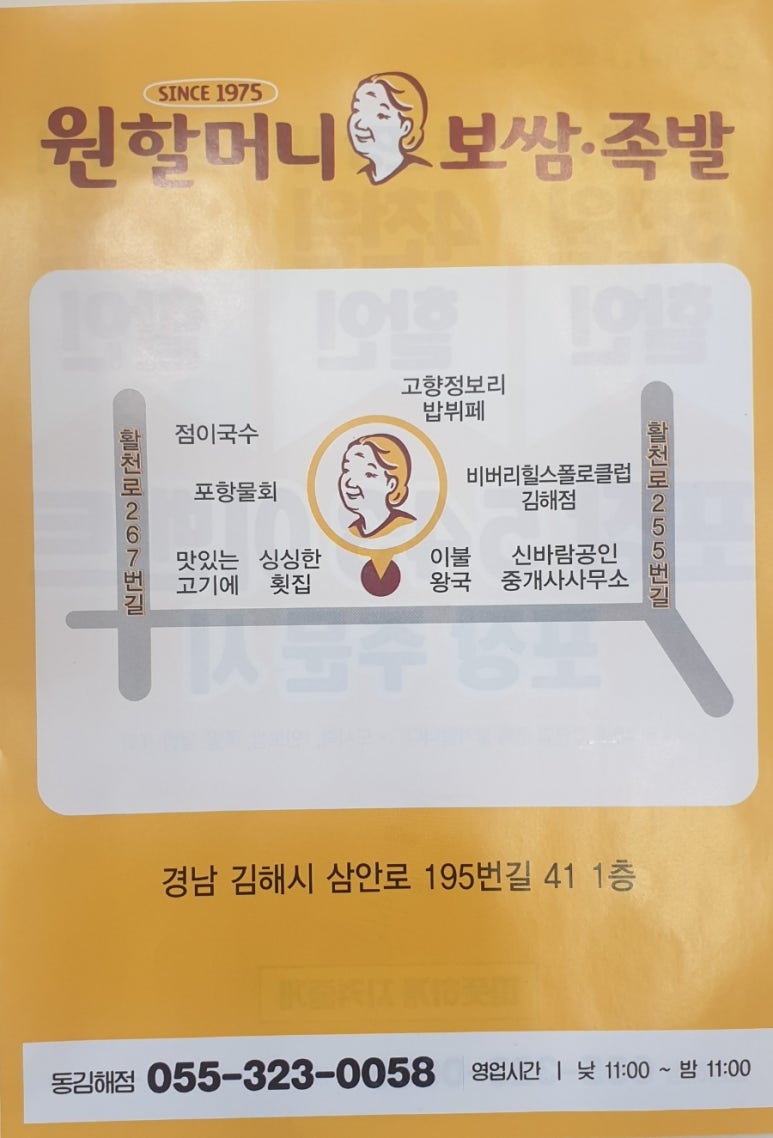 SINCE 1975
원할머니 보쌈·족발
고향정보리
밥뷔페
점이국수
포항물회
비버리힐스폴로클럽
김해점
맛있는
고기에
싱싱한
횟집
이불
왕국
신바람공인
중개사사무소
활천로267번길
활천로255번길
경남 김해시 삼안로 195번길 41 1층
동김해점 055-323-0058 영업시간 | 낮 11:00 ~ 밤 11:00